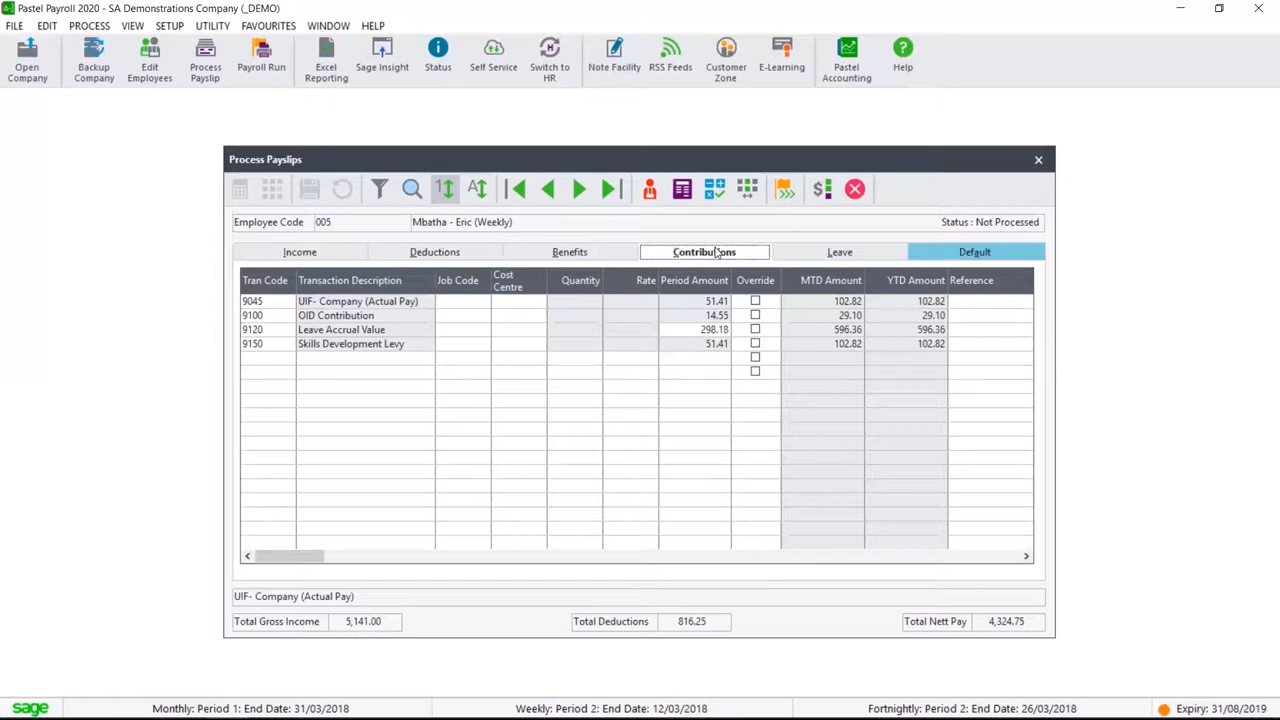 Pastel Payroll 2020 - SA Demonstrations Company (_DEMO)
FILE EDIT PROCESS VIEW SETUP UTILITY FAVOURITES WINDOW HELP
Open Company
Backup Company
Edit Employees
Process Payslip
Payroll Run
Excel Reporting
Sage Insight
Status
Self Service
Switch to HR
Note Facility
RSS Feeds
Customer Zone
E-Learning
Pastel Accounting
Help
Process Payslips
Employee Code 005 Mbatha - Eric (Weekly) Status : Not Processed
Income Deductions Benefits Contributions Leave Default
Tran Code Transaction Description Job Code Cost Centre Quantity Rate Period Amount Override MTD Amount YTD Amount Reference
9045 UIF- Company (Actual Pay) 51.41 102.82 102.82
9100 OID Contribution 14.55 29.10 29.10
9120 Leave Accrual Value 298.18 596.36 596.36
9150 Skills Development Levy 51.41 102.82 102.82
UIF- Company (Actual Pay)
Total Gross Income 5,141.00 Total Deductions 816.25 Total Nett Pay 4,324.75
sage Monthly: Period 1: End Date: 31/03/2018 Weekly: Period 2: End Date: 12/03/2018 Fortnightly: Period 2: End Date: 26/03/2018 Expiry: 31/08/2019